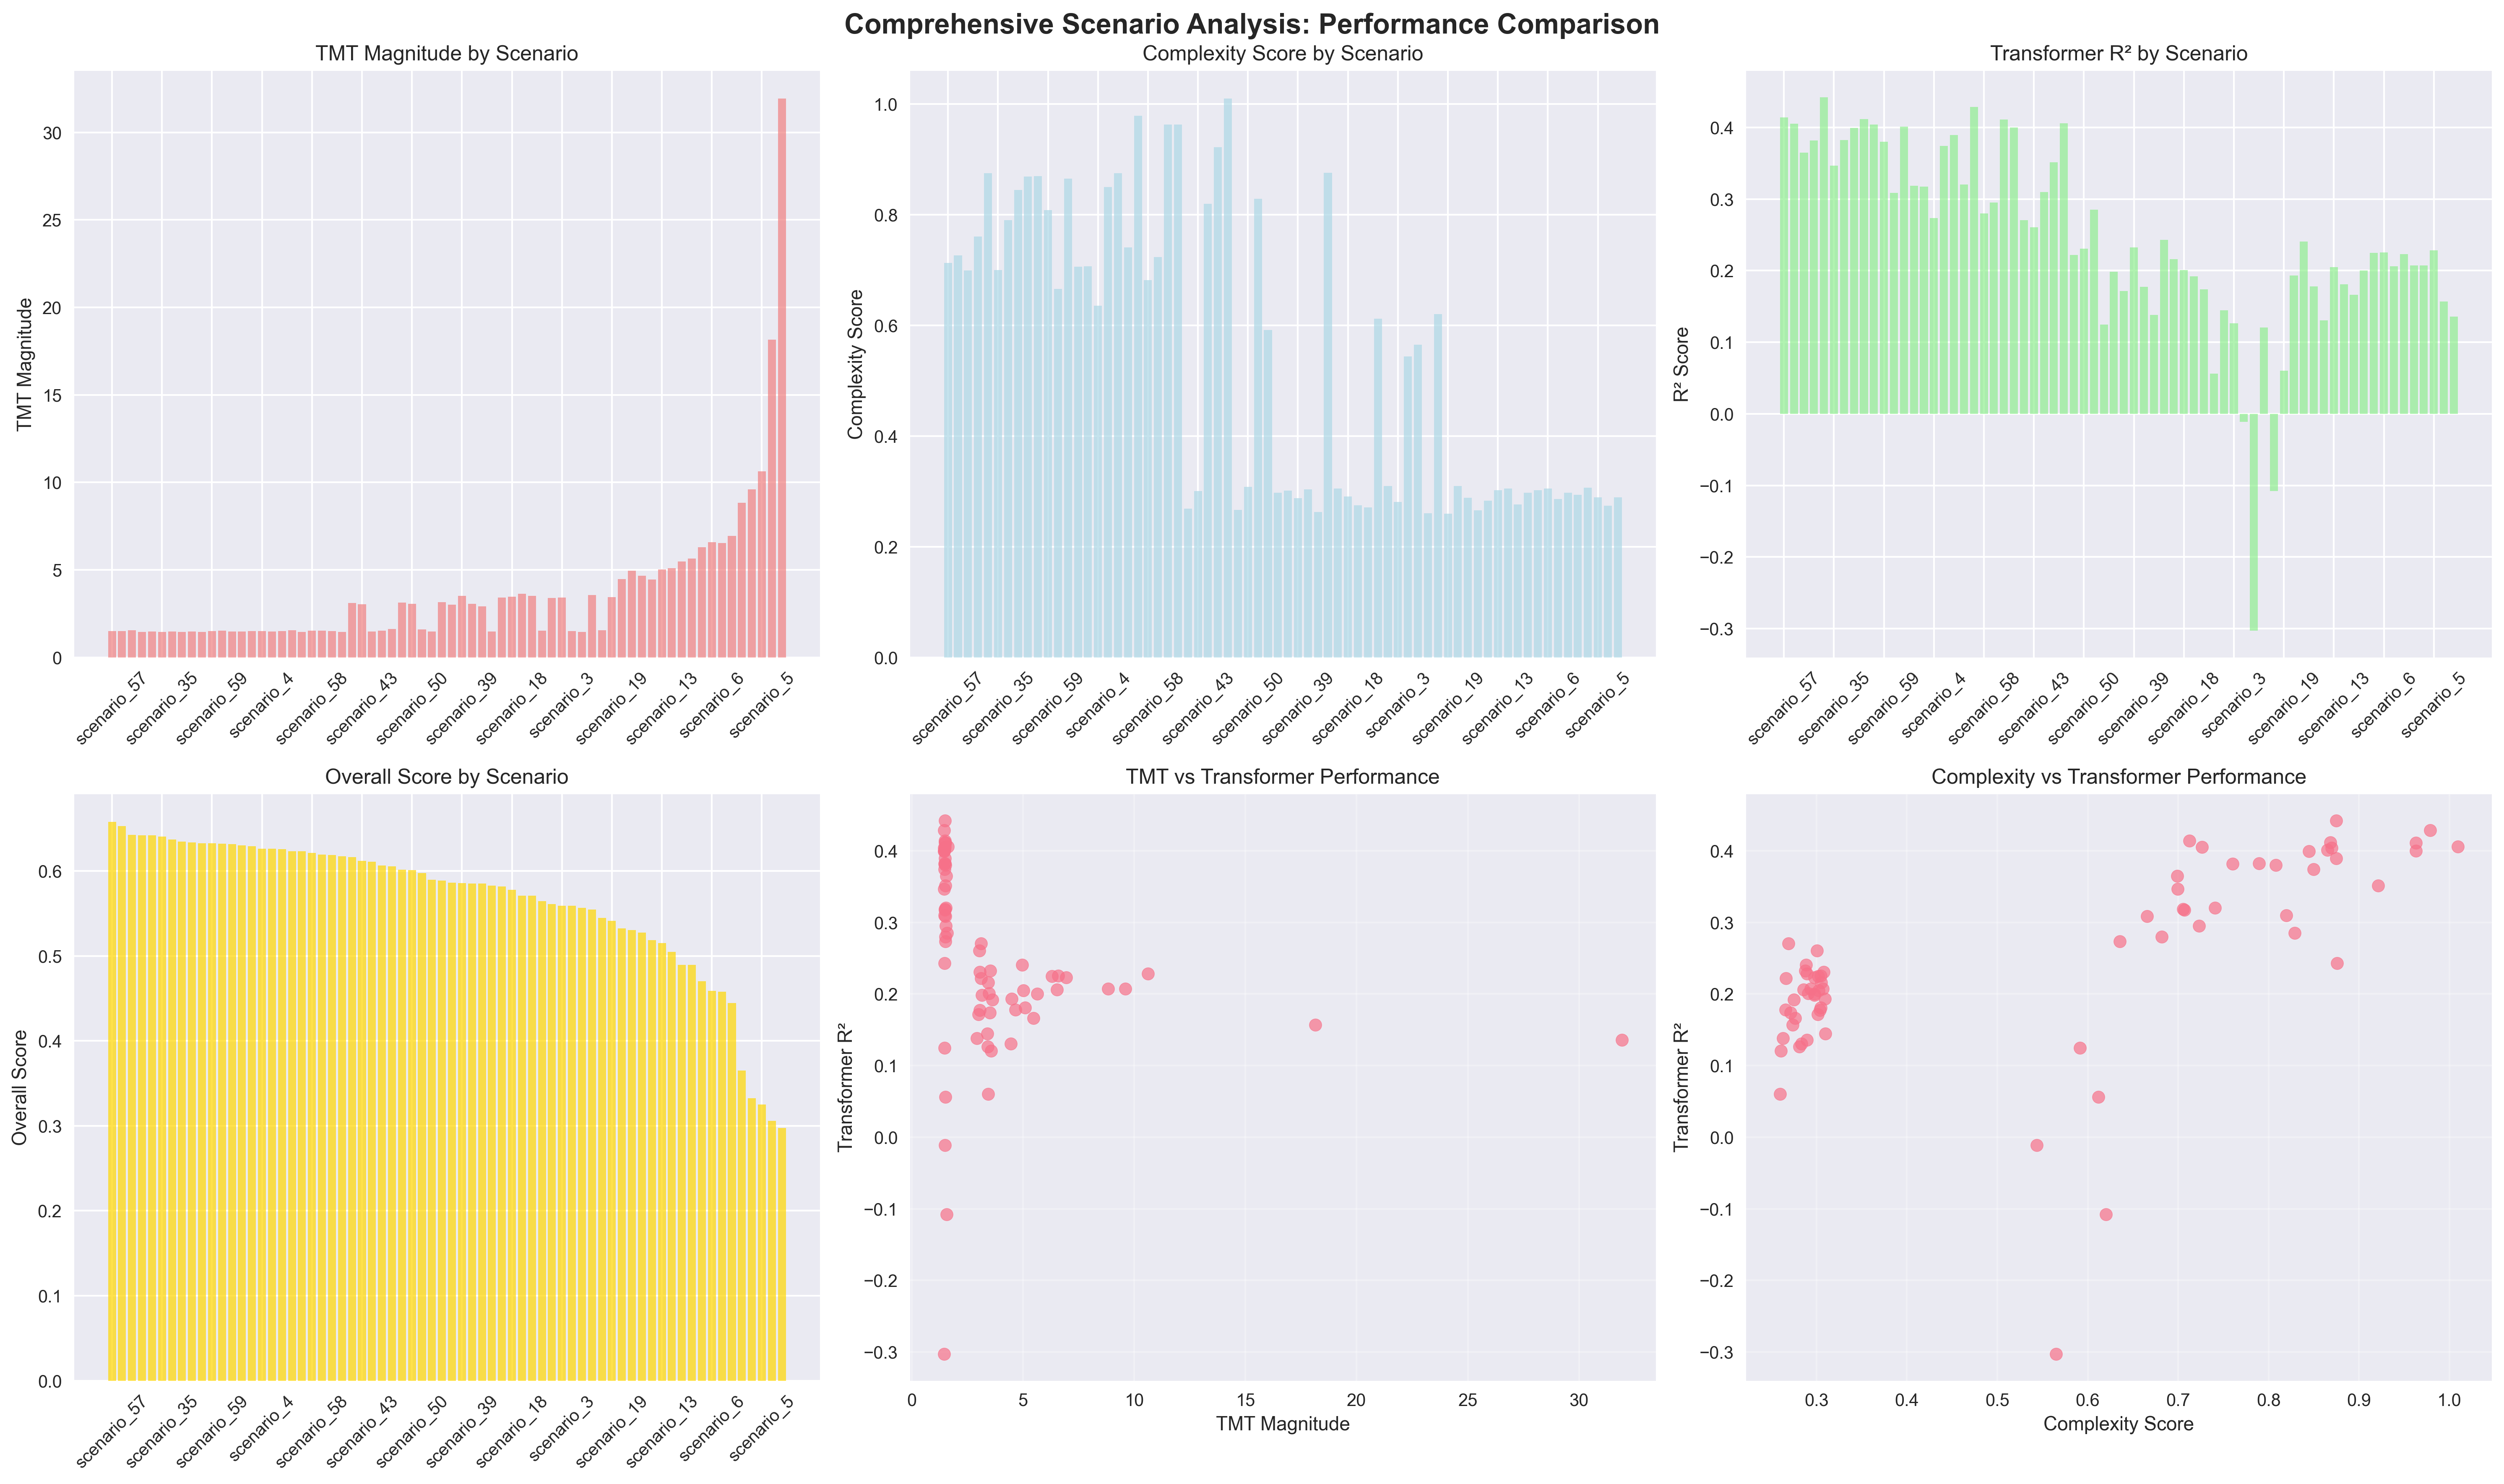 Comprehensive Scenario Analysis: Performance Comparison
TMT Magnitude by Scenario
TMT Magnitude
30
25
20
15
10
5
0
scenario_57
scenario_35
scenario_59
scenario_4
scenario_58
scenario_43
scenario_50
scenario_39
scenario_18
scenario_3
scenario_19
scenario_13
scenario_6
scenario_5
Complexity Score by Scenario
Complexity Score
1.0
0.8
0.6
0.4
0.2
0.0
scenario_57
scenario_35
scenario_59
scenario_4
scenario_58
scenario_43
scenario_50
scenario_39
scenario_18
scenario_3
scenario_19
scenario_13
scenario_6
scenario_5
Transformer R² by Scenario
R² Score
0.4
0.3
0.2
0.1
0.0
−0.1
−0.2
−0.3
scenario_57
scenario_35
scenario_59
scenario_4
scenario_58
scenario_43
scenario_50
scenario_39
scenario_18
scenario_3
scenario_19
scenario_13
scenario_6
scenario_5
Overall Score by Scenario
Overall Score
0.6
0.5
0.4
0.3
0.2
0.1
0.0
scenario_57
scenario_35
scenario_59
scenario_4
scenario_58
scenario_43
scenario_50
scenario_39
scenario_18
scenario_3
scenario_19
scenario_13
scenario_6
scenario_5
TMT vs Transformer Performance
Transformer R²
0.4
0.3
0.2
0.1
0.0
−0.1
−0.2
−0.3
0 5 10 15 20 25 30
TMT Magnitude
Complexity vs Transformer Performance
Transformer R²
0.4
0.3
0.2
0.1
0.0
−0.1
−0.2
−0.3
0.3 0.4 0.5 0.6 0.7 0.8 0.9 1.0
Complexity Score